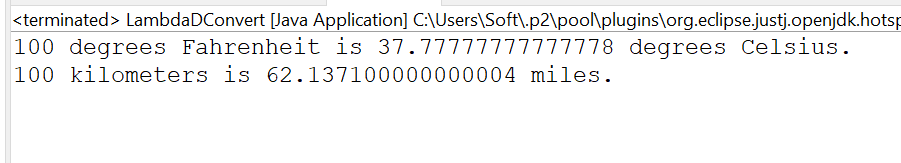 <terminated> LambdaDConvert [Java Application] C:\Users\Soft\.p2\pool\plugins\org.eclipse.justj.openjdk.hotsp
100 degrees Fahrenheit is 37.77777777777778 degrees Celsius.
100 kilometers is 62.137100000000004 miles.